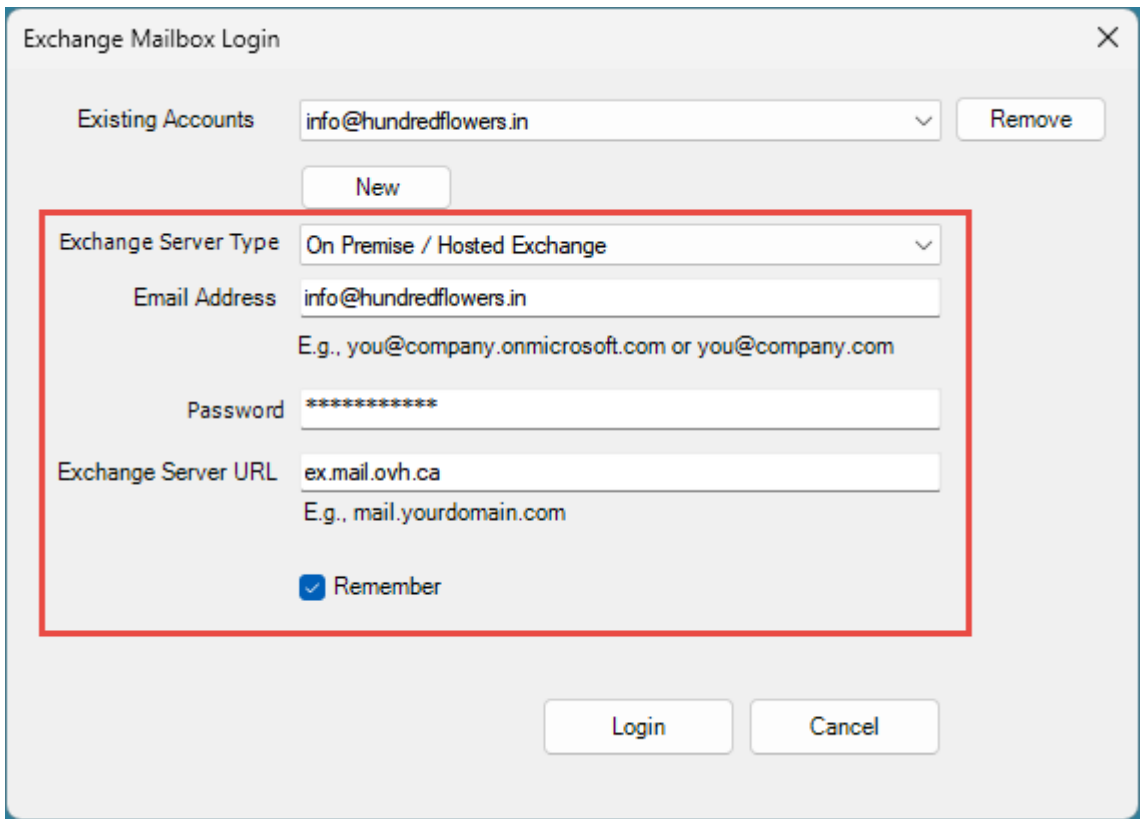 Exchange Mailbox Login
Existing Accounts info@hundredflowers.in Remove
New
Exchange Server Type On Premise / Hosted Exchange
Email Address info@hundredflowers.in
E.g., you@company.onmicrosoft.com or you@company.com
Password ***********
Exchange Server URL ex.mail.ovh.ca
E.g., mail.yourdomain.com
Remember
Login Cancel